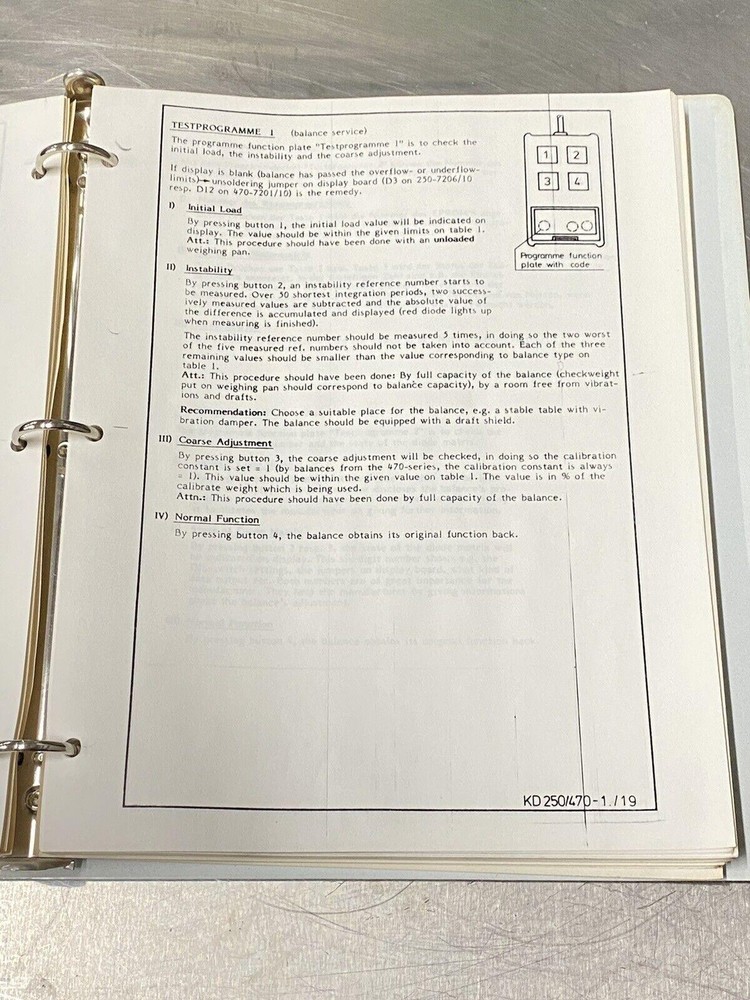 TESTPROGRAMME 1 (balance service)
The programme function plate "Testprogramme 1" is to check the
initial load, the instability and the coarse adjustment.
If display is blank (balance has passed the overflow- or underflow-
limits)→unsoldering jumper on display board (D3 on 250-7206/10
resp. D12 on 470-7201/10) is the remedy.
I) Initial Load
By pressing button 1, the initial load value will be indicated on
display. The value should be within the given limits on table 1.
Att.: This procedure should have been done with an unloaded
weighing pan.
1 2
3 4
Programme function
plate with code
II) Instability
By pressing button 2, an instability reference number starts to
be measured. Over 50 shortest integration periods, two success-
ively measured values are subtracted and the absolute value of
the difference is accumulated and displayed (red diode lights up
when measuring is finished).
The instability reference number should be measured 5 times, in doing so the two worst
of the five measured ref. numbers should not be taken into account. Each of the three
remaining values should be smaller than the value corresponding to balance type on
table 1.
Att.: This procedure should have been done: By full capacity of the balance (checkweight
put on weighing pan should correspond to balance capacity), by a room free from vibrat-
ions and drafts.
Recommendation: Choose a suitable place for the balance, e.g. a stable table with vi-
bration damper. The balance should be equipped with a draft shield.
III) Coarse Adjustment
By pressing button 3, the coarse adjustment will be checked, in doing so the calibration
constant is set = 1 (by balances from the 470-series, the calibration constant is always
= 1). This value should be within the given value on table 1. The value is in % of the
calibrate weight which is being used.
Attn.: This procedure should have been done by full capacity of the balance.
IV) Normal Function
By pressing button 4, the balance obtains its original function back.
KD 250/470-1./19